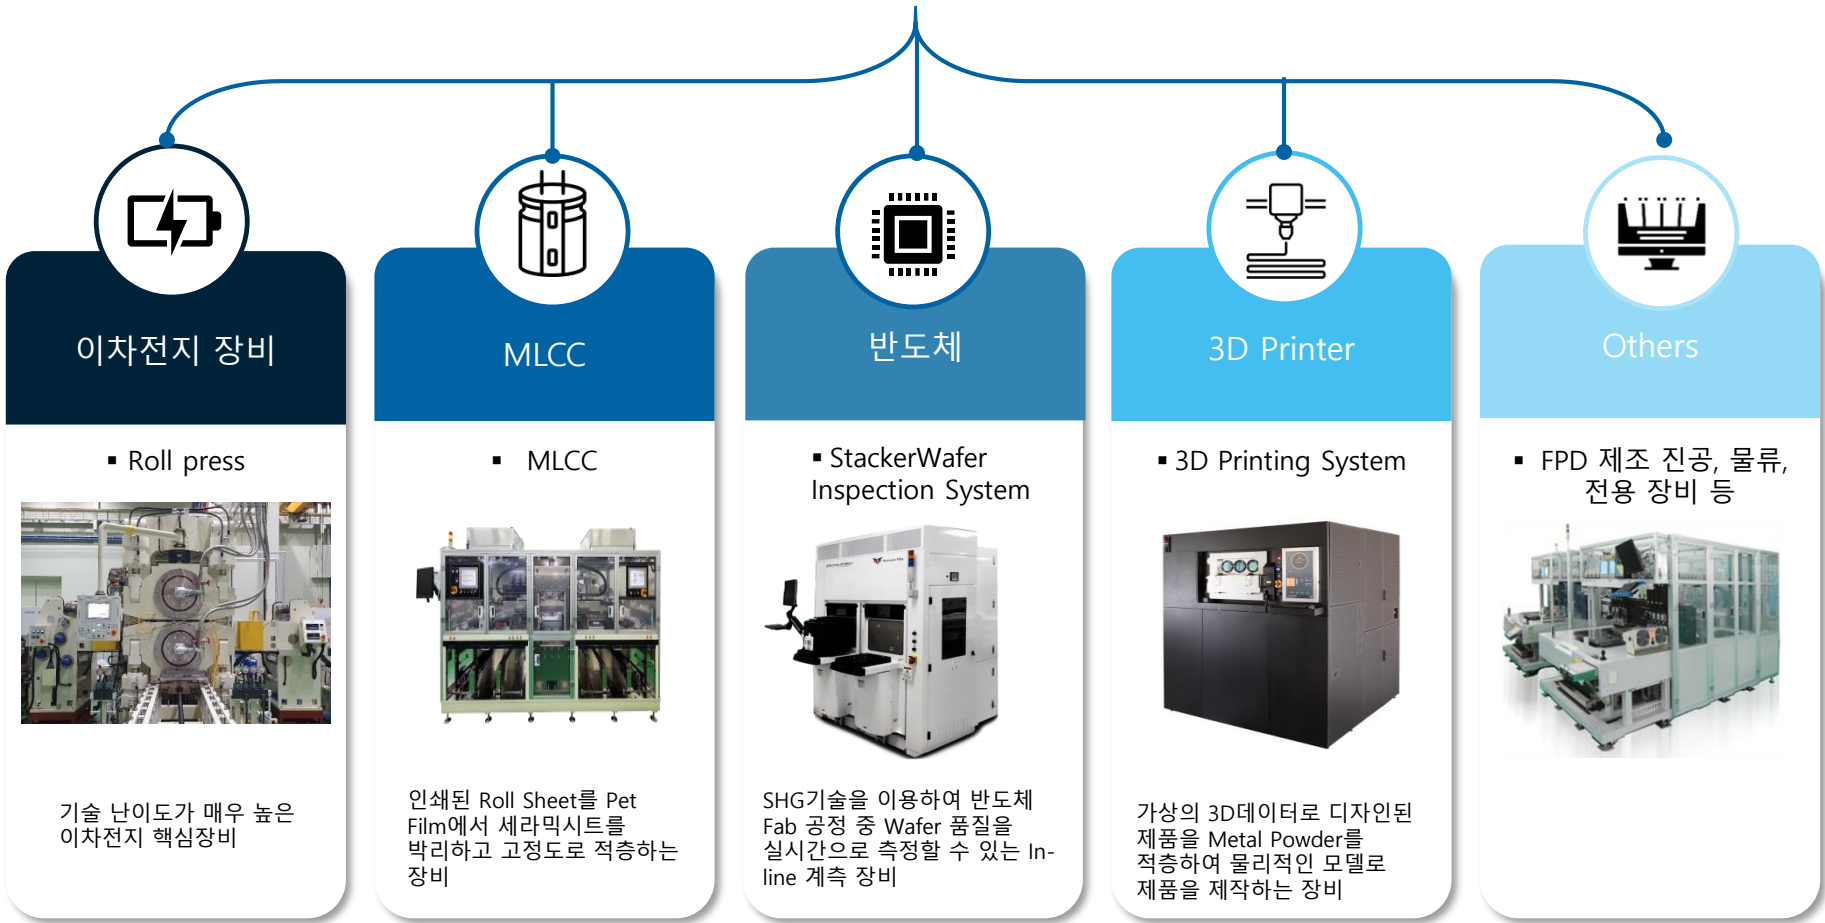 이차전지 장비
MLCC
반도체
3D Printer
Others
▪ Roll press
▪ MLCC
▪ StackerWafer
Inspection System
▪ 3D Printing System
▪ FPD 제조 진공, 물류,
전용 장비 등
기술 난이도가 매우 높은
이차전지 핵심장비
인쇄된 Roll Sheet를 Pet
Film에서 세라믹시트를
박리하고 고정도로 적층하는
장비
SHG기술을 이용하여 반도체
Fab 공정 중 Wafer 품질을
실시간으로 측정할 수 있는 In-
line 계측 장비
가상의 3D데이터로 디자인된
제품을 Metal Powder를
적층하여 물리적인 모델로
제품을 제작하는 장비